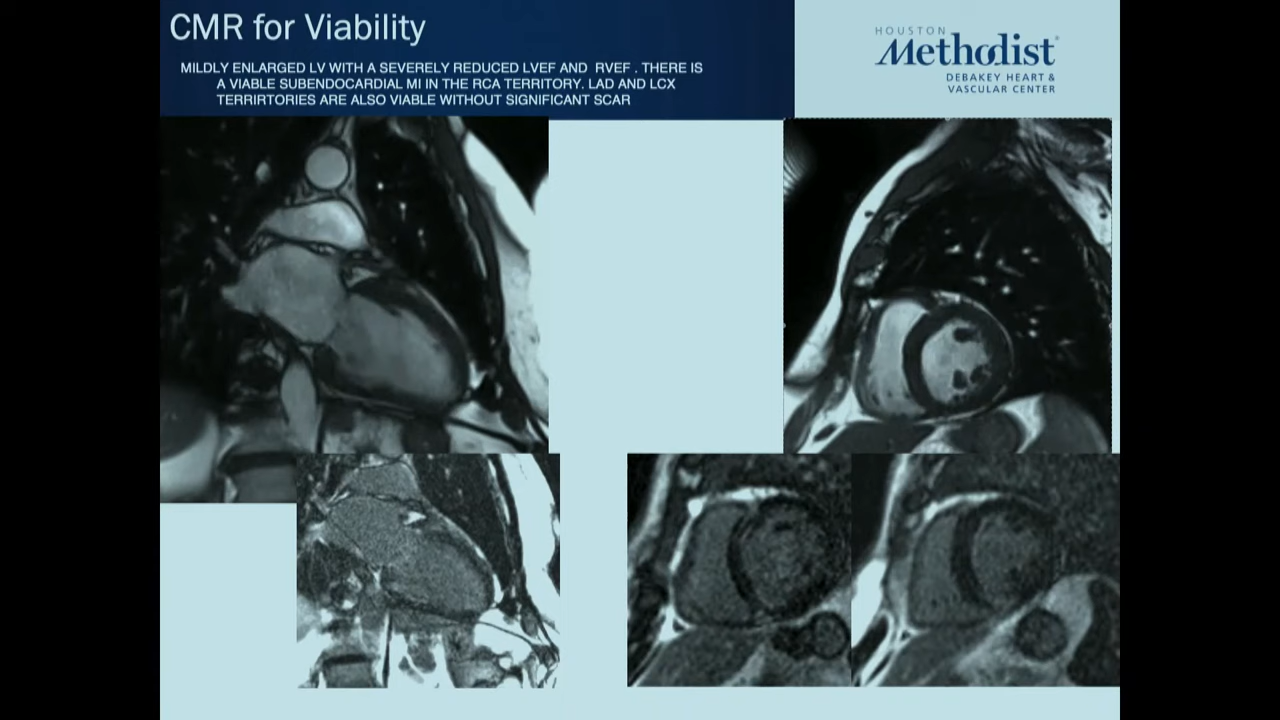 CMR for Viability
MILDLY ENLARGED LV WITH A SEVERELY REDUCED LVEF AND RVEF . THERE IS
A VIABLE SUBENDOCARDIAL MI IN THE RCA TERRITORY. LAD AND LCX
TERRIRTORIES ARE ALSO VIABLE WITHOUT SIGNIFICANT SCAR
HOUSTON
Methodist
DEBAKEY HEART &
VASCULAR CENTER